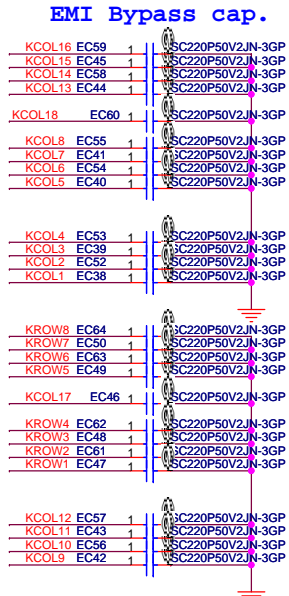 EMI Bypass cap.
KCOL16 EC59 1 SC220P50V2JN-3GP
KCOL15 EC45 1 SC220P50V2JN-3GP
KCOL14 EC58 1 SC220P50V2JN-3GP
KCOL13 EC44 1 SC220P50V2JN-3GP
KCOL18 EC60 1 SC220P50V2JN-3GP
KCOL8 EC55 1 SC220P50V2JN-3GP
KCOL7 EC41 1 SC220P50V2JN-3GP
KCOL6 EC54 1 SC220P50V2JN-3GP
KCOL5 EC40 1 SC220P50V2JN-3GP
KCOL4 EC53 1 SC220P50V2JN-3GP
KCOL3 EC39 1 SC220P50V2JN-3GP
KCOL2 EC52 1 SC220P50V2JN-3GP
KCOL1 EC38 1 SC220P50V2JN-3GP
KROW8 EC64 1 SC220P50V2JN-3GP
KROW7 EC50 1 SC220P50V2JN-3GP
KROW6 EC63 1 SC220P50V2JN-3GP
KROW5 EC49 1 SC220P50V2JN-3GP
KCOL17 EC46 1 SC220P50V2JN-3GP
KROW4 EC62 1 SC220P50V2JN-3GP
KROW3 EC48 1 SC220P50V2JN-3GP
KROW2 EC61 1 SC220P50V2JN-3GP
KROW1 EC47 1 SC220P50V2JN-3GP
KCOL12 EC57 1 SC220P50V2JN-3GP
KCOL11 EC43 1 SC220P50V2JN-3GP
KCOL10 EC56 1 SC220P50V2JN-3GP
KCOL9 EC42 1 SC220P50V2JN-3GP